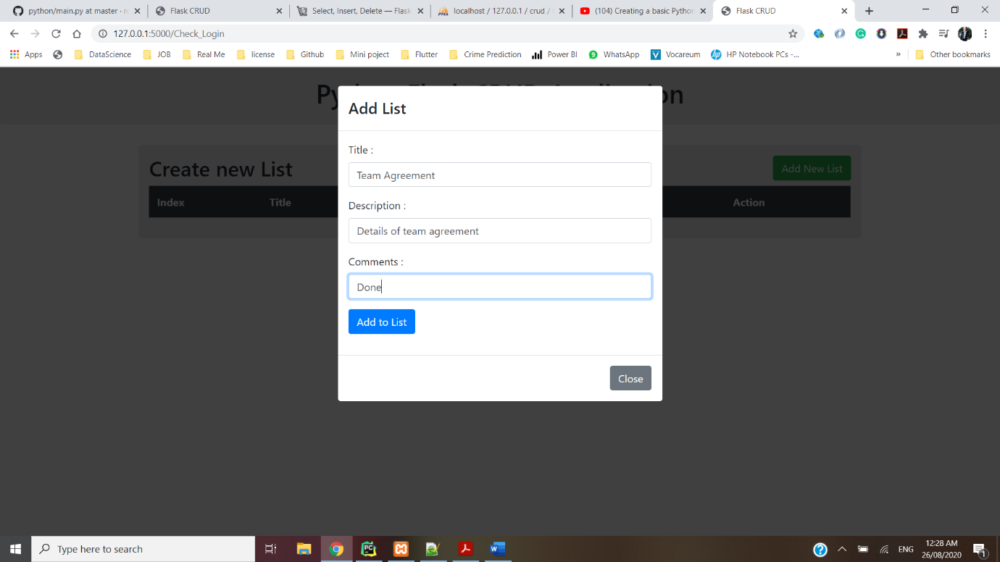 python/main.py at master · r
Flask CRUD
Select, Insert, Delete — Flask
localhost / 127.0.0.1 / crud /
(104) Creating a basic Python
Flask CRUD
127.0.0.1:5000/Check_Login
Apps
DataScience
JOB
Real Me
license
Github
Mini poject
Flutter
Crime Prediction
Power BI
WhatsApp
Vocareum
HP Notebook PCs -...
»
Other bookmarks
Add List
Title :
Team Agreement
Description :
Details of team agreement
Comments :
Done
Add to List
Close
Create new List
Add New List
Index
Title
Action
Type here to search
ENG
12:28 AM
26/08/2020
1